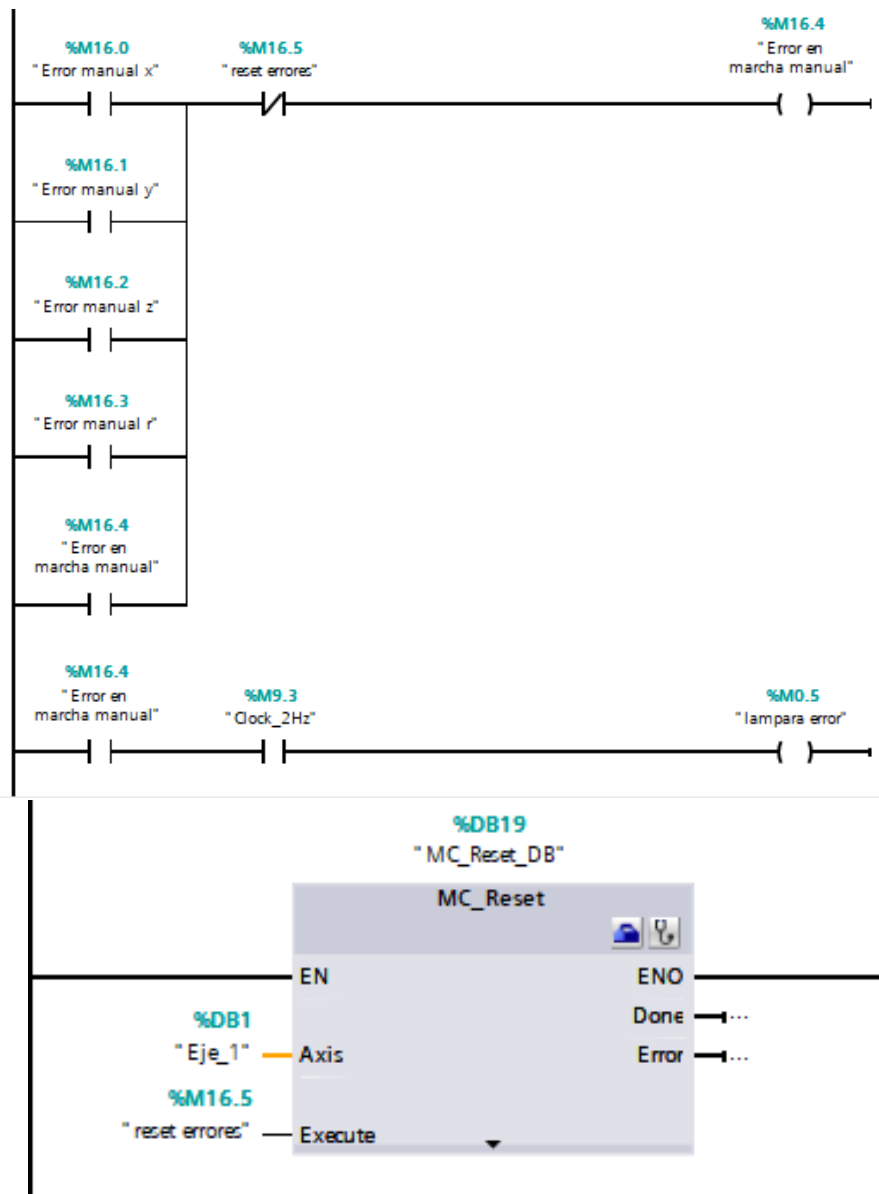 %M16.0
"Error manual x"
%M16.5
"reset errores"
%M16.4
"Error en
marcha manual"
%M16.1
"Error manual y"
%M16.2
"Error manual z"
%M16.3
"Error manual r"
%M16.4
"Error en
marcha manual"
%M16.4
"Error en
marcha manual"
%M9.3
"Clock_2Hz"
%M0.5
"lampara error"
%DB19
"MC_Reset_DB"
MC_Reset
EN
ENO
Done
...
%DB1
"Eje_1"
Axis
Error
...
%M16.5
"reset errores"
Execute